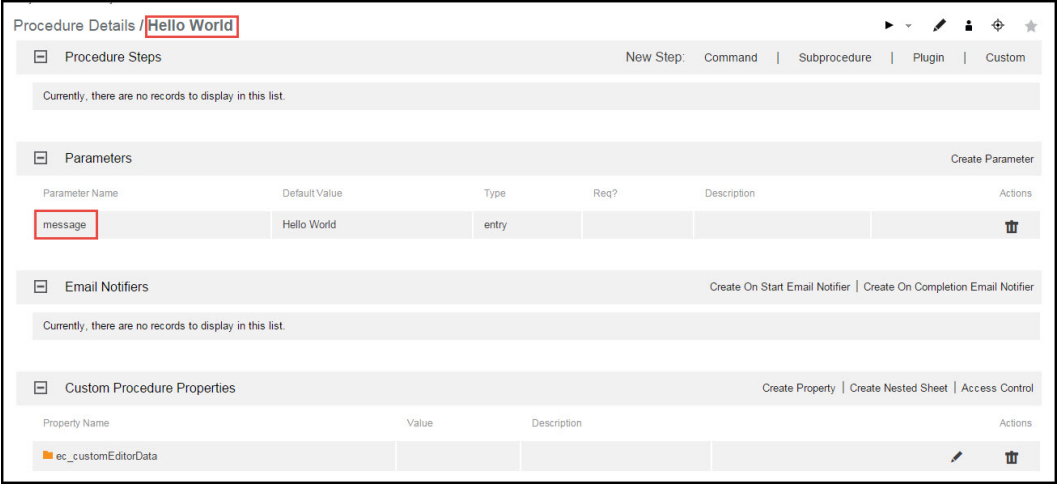 Procedure Details / Hello World
Procedure Steps New Step: Command | Subprocedure | Plugin | Custom
Currently, there are no records to display in this list.
Parameters Create Parameter
Parameter Name Default Value Type Req? Description Actions
message Hello World entry
Email Notifiers Create On Start Email Notifier | Create On Completion Email Notifier
Currently, there are no records to display in this list.
Custom Procedure Properties Create Property | Create Nested Sheet | Access Control
Property Name Value Description Actions
ec_customEditorData